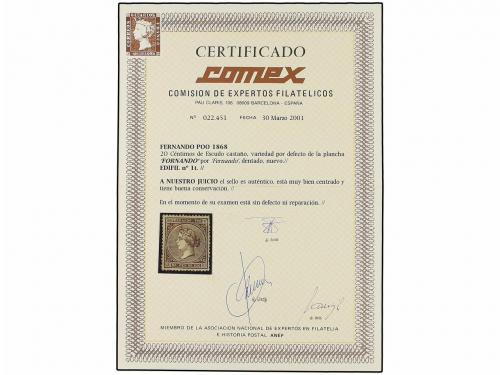 CERTIFICADO
comex
COMISION DE EXPERTOS FILATELICOS
PAU CLARIS, 108. 08009-BARCELONA - ESPAÑA
Nº 022.451 FECHA 30 Marzo 2001
FERNANDO POO 1868
20 Céntimos de Escudo castaño, variedad por defecto de la plancha
'FORNANDO' por 'Fernando', dentado, nuevo.//
EDIFIL nº 1t. //
A NUESTRO JUICIO el sello es auténtico, está muy bien centrado y
tiene buena conservación. //
En el momento de su examen está sin defecto ni reparación. //
MIEMBRO DE LA ASOCIACION NACIONAL DE EXPERTOS EN FILATELIA
E HISTORIA POSTAL ANEP